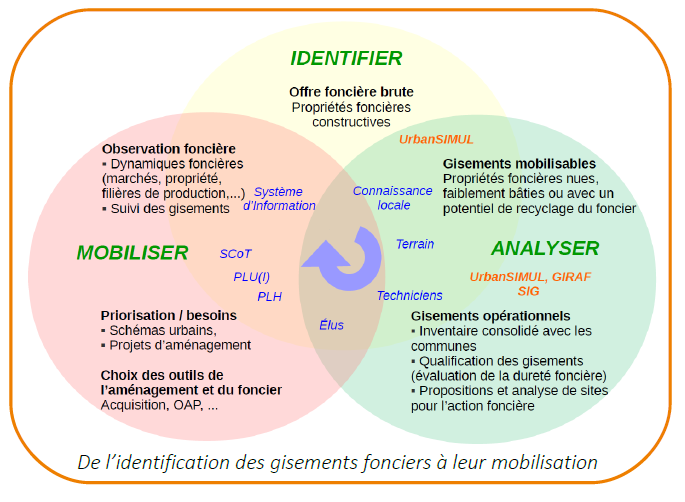 IDENTIFIER
Offre foncière brute
Propriétés foncières
constructives
UrbanSIMUL
Observation foncière
▪ Dynamiques foncières
(marchés, propriété,
filières de production,...)
▪ Suivi des gisements
Système
d'Information
Connaissance
locale
Gisements mobilisables
Propriétés foncières nues,
faiblement bâties ou avec un
potentiel de recyclage du foncier
MOBILISER
SCoT
PLU(I)
PLH
Élus
Terrain
Techniciens
ANALYSER
UrbanSIMUL, GIRAF
SIG
Priorisation / besoins
▪ Schémas urbains,
▪ Projets d'aménagement
Choix des outils de
l'aménagement et du foncier
Acquisition, OAP, ...
Gisements opérationnels
▪ Inventaire consolidé avec les
communes
▪ Qualification des gisements
(évaluation de la dureté foncière)
▪ Propositions et analyse de sites
pour l'action foncière
De l'identification des gisements fonciers à leur mobilisation